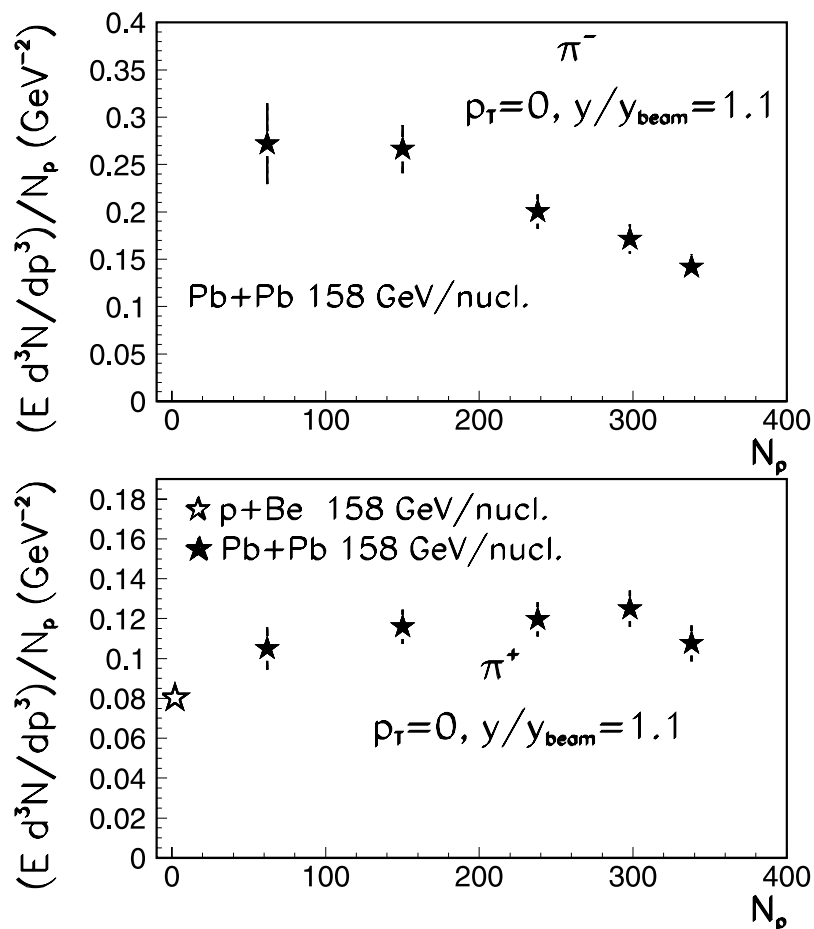 (E d³N/dp³)/Nₚ (GeV⁻²)
0.4
0.35
0.3
0.25
0.2
0.15
0.1
0.05
0
π⁻
p_T=0, y/y_beam=1.1
Pb+Pb 158 GeV/nucl.
0 100 200 300 400
Nₚ
(E d³N/dp³)/Nₚ (GeV⁻²)
0.18
0.16
0.14
0.12
0.1
0.08
0.06
0.04
0.02
0
☆ p+Be 158 GeV/nucl.
★ Pb+Pb 158 GeV/nucl.
π⁺
p_T=0, y/y_beam=1.1
0 100 200 300 400
Nₚ